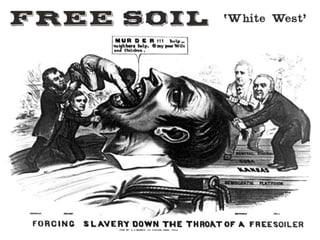 FREE SOIL
'White West'
MURDER!!! help—
neighbors help. O my poor Wife
and Children.
CUBA
KANSAS
DEMOCRATIC PLATFORM
FORCING SLAVERY DOWN THE THROAT OF A FREESOILER